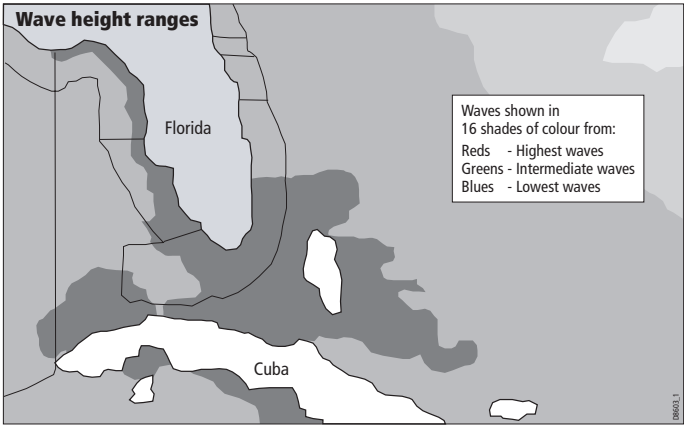 Wave height ranges
Florida
Waves shown in
16 shades of colour from:
Reds - Highest waves
Greens - Intermediate waves
Blues - Lowest waves
Cuba
D8603_1